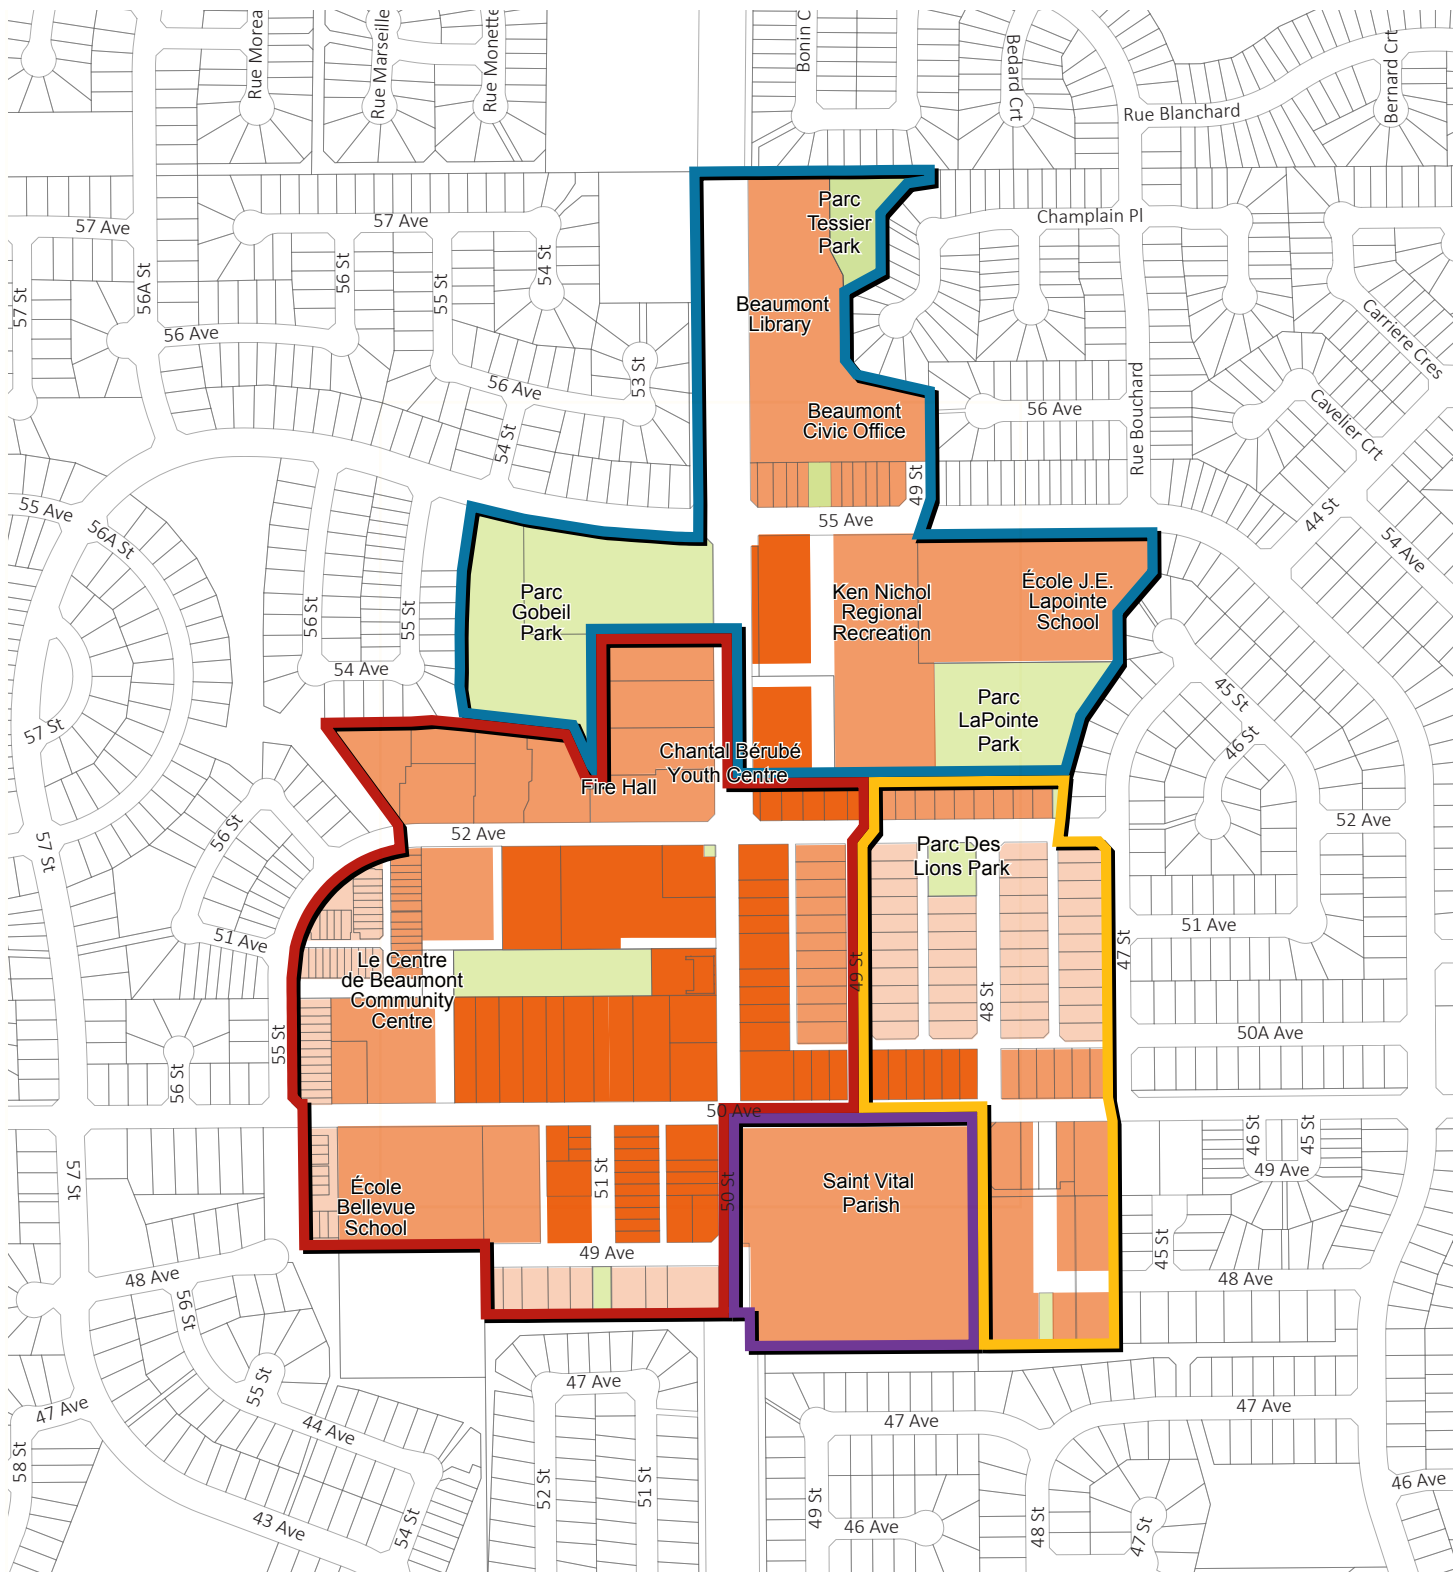 Rue Morea
Rue Marseille
Rue Monette
Bonin C
Bedard Crt
Rue Blanchard
Bernard Crt
57 Ave
57 Ave
Parc
Tessier
Park
Champlain Pl
57 St
56A St
56 St
55 St
54 St
56 Ave
Beaumont
Library
Carriere Cres
53 St
56 Ave
54 St
Beaumont
Civic Office
56 Ave
Rue Bouchard
Cavelier Crt
55 Ave
56A St
49 St
55 Ave
44 St
54 Ave
56 St
55 St
54 Ave
Parc
Gobeil
Park
Ken Nichol
Regional
Recreation
École J.E.
Lapointe
School
57 St
Parc
LaPointe
Park
45 St
46 St
Chantal Bérubé
Youth Centre
Fire Hall
52 Ave
52 Ave
57 St
56 St
Parc Des
Lions Park
51 Ave
51 Ave
47 St
49 St
48 St
Le Centre
de Beaumont
Community
Centre
55 St
56 St
50A Ave
50 Ave
57 St
51 St
50 St
46 St
45 St
49 Ave
École
Bellevue
School
Saint Vital
Parish
49 Ave
45 St
48 Ave
48 Ave
56 St
55 St
47 Ave
47 Ave
47 Ave
47 Ave
44 Ave
58 St
52 St
51 St
49 St
46 Ave
48 St
47 St
46 Ave
43 Ave
54 St